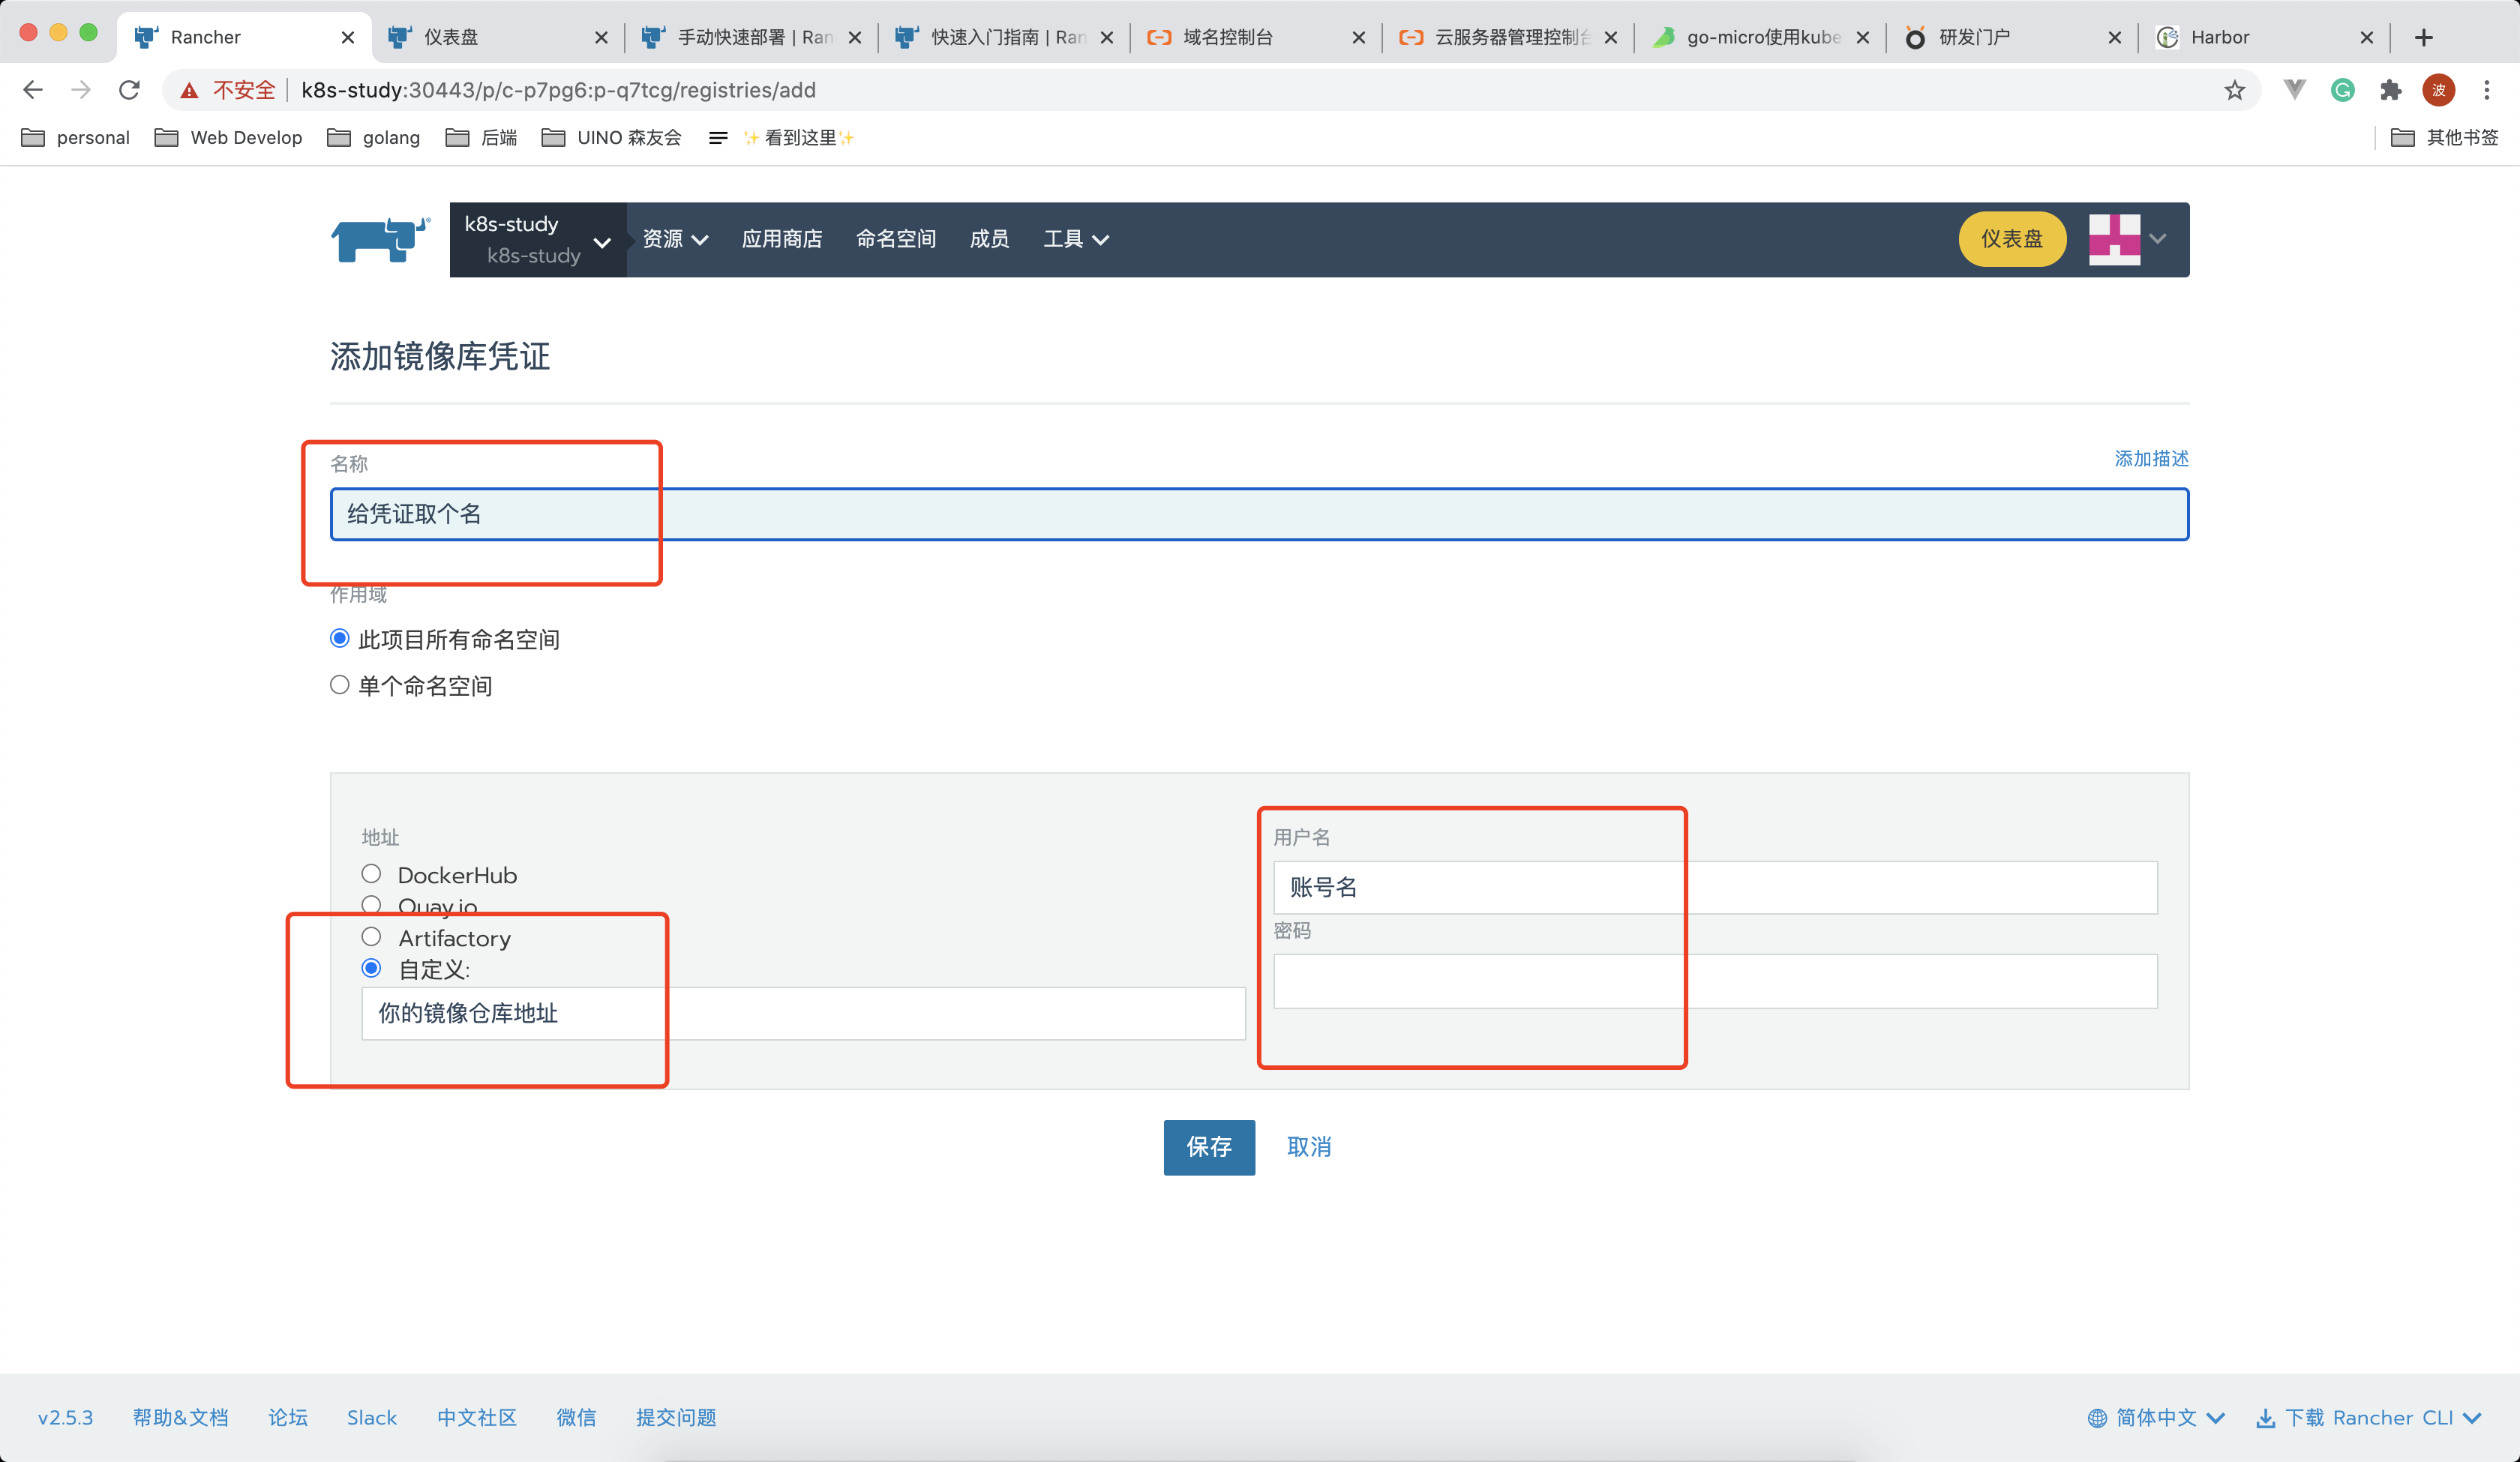 Rancher
仪表盘
手动快速部署 | Ran
快速入门指南 | Ran
域名控制台
云服务器管理控制台
go-micro使用kube
研发门户
Harbor
不安全
k8s-study:30443/p/c-p7pg6:p-q7tcg/registries/add
波
personal
Web Develop
golang
后端
UINO 森友会
✨ 看到这里✨
其他书签
k8s-study
k8s-study
资源
应用商店
命名空间
成员
工具
仪表盘
添加镜像库凭证
名称
添加描述
给凭证取个名
作用域
此项目所有命名空间
单个命名空间
地址
DockerHub
Quay.io
Artifactory
自定义:
你的镜像仓库地址
用户名
账号名
密码
保存
取消
v2.5.3
帮助&文档
论坛
Slack
中文社区
微信
提交问题
简体中文
下载 Rancher CLI